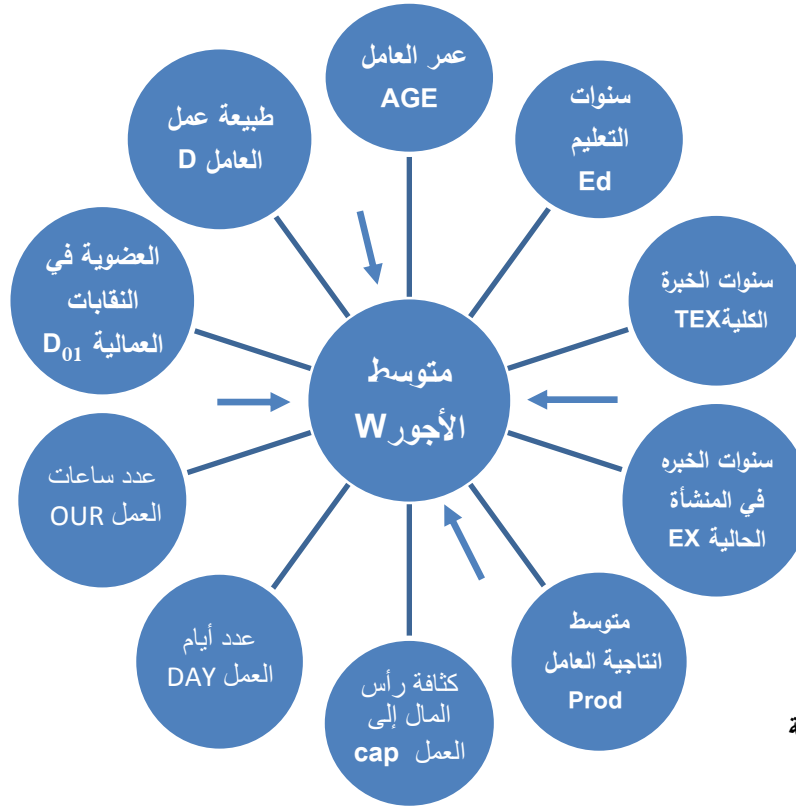 عمر العامل
AGE
سنوات
التعليم
Ed
سنوات الخبرة
الكليةTEX
سنوات الخبره
في المنشأة
الحالية EX
متوسط
انتاجية العامل
Prod
كثافة رأس
المال إلى
العمل cap
عدد أيام
العمل DAY
عدد ساعات
العمل OUR
العضوية في
النقابات
العمالية D₀₁
طبيعة عمل
العامل D
متوسط
الأجورW